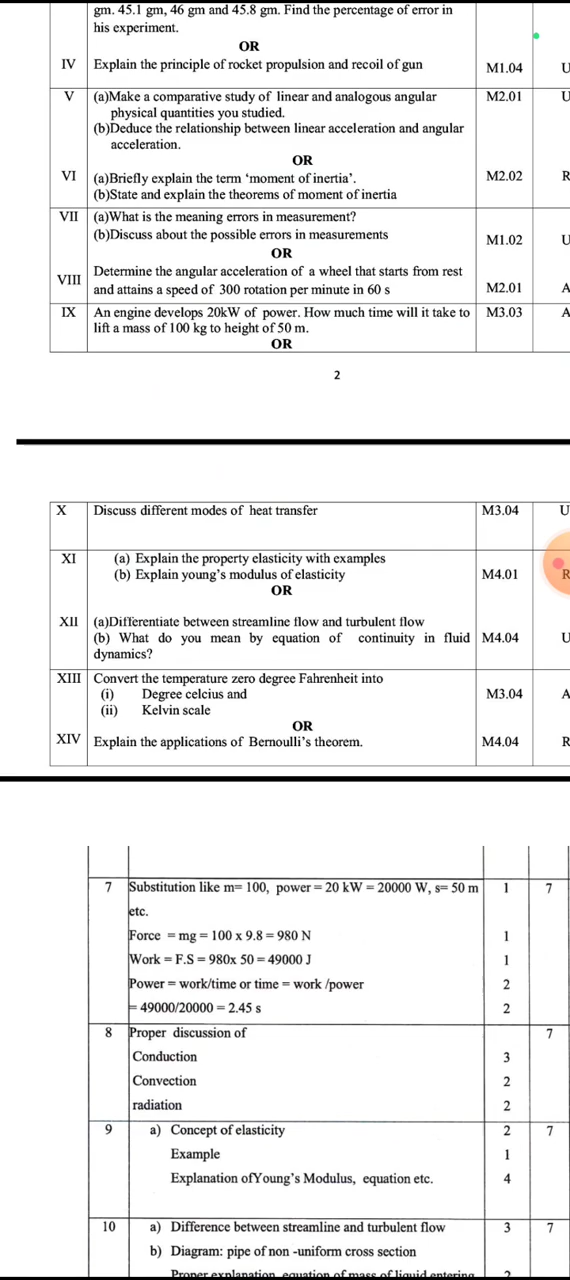 gm. 45.1 gm, 46 gm and 45.8 gm. Find the percentage of error in
his experiment.
OR
IV Explain the principle of rocket propulsion and recoil of gun M1.04 U
V (a)Make a comparative study of linear and analogous angular M2.01 U
physical quantities you studied.
(b)Deduce the relationship between linear acceleration and angular
acceleration.
OR
VI (a)Briefly explain the term ‘moment of inertia’. M2.02 R
(b)State and explain the theorems of moment of inertia
VII (a)What is the meaning errors in measurement?
(b)Discuss about the possible errors in measurements M1.02 U
OR
VIII Determine the angular acceleration of a wheel that starts from rest
and attains a speed of 300 rotation per minute in 60 s M2.01 A
IX An engine develops 20kW of power. How much time will it take to M3.03 A
lift a mass of 100 kg to height of 50 m.
OR
2
X Discuss different modes of heat transfer M3.04 U
XI (a) Explain the property elasticity with examples
(b) Explain young’s modulus of elasticity M4.01 R
OR
XII (a)Differentiate between streamline flow and turbulent flow
(b) What do you mean by equation of continuity in fluid M4.04 U
dynamics?
XIII Convert the temperature zero degree Fahrenheit into
(i) Degree celcius and M3.04 A
(ii) Kelvin scale
OR
XIV Explain the applications of Bernoulli’s theorem. M4.04 R
7 Substitution like m= 100, power = 20 kW = 20000 W, s= 50 m 1 7
etc.
Force = mg = 100 x 9.8 = 980 N 1
Work = F.S = 980x 50 = 49000 J 1
Power = work/time or time = work /power 2
= 49000/20000 = 2.45 s 2
8 Proper discussion of 7
Conduction 3
Convection 2
radiation 2
9 a) Concept of elasticity 2 7
Example 1
Explanation ofYoung’s Modulus, equation etc. 4
10 a) Difference between streamline and turbulent flow 3 7
b) Diagram: pipe of non -uniform cross section
Proper explanation, equation of mass of liquid entering 2